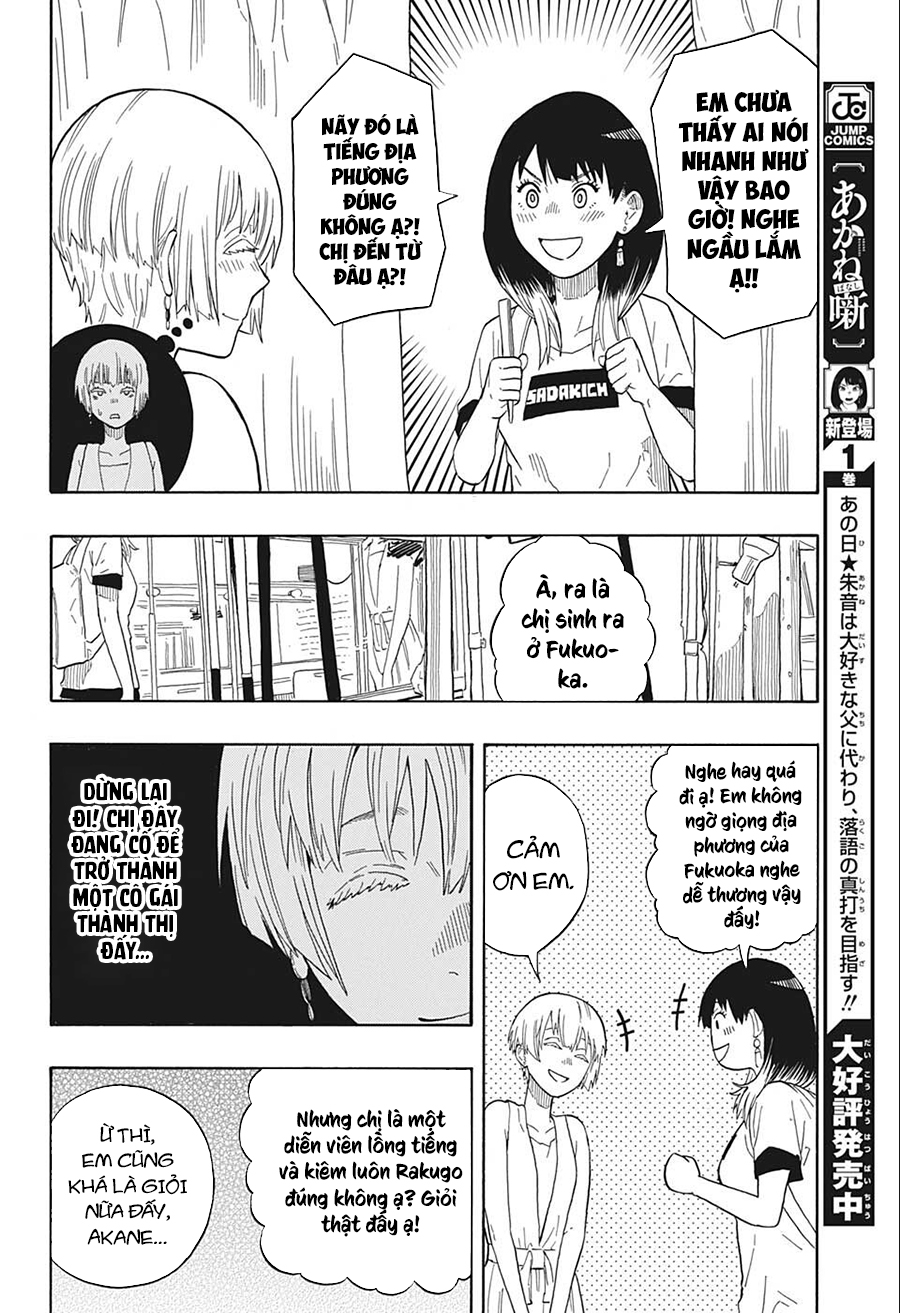 EM CHƯA
THẤY AI NÓI
NHANH NHƯ
VẬY BAO
GIỜ! NGHE
NGẦU LẮM
Ạ!!
NÃY ĐÓ LÀ
TIẾNG ĐỊA
PHƯƠNG
ĐÚNG
KHÔNG Ạ?!
CHỊ ĐẾN TỪ
ĐÂU Ạ?!
SADAKICH
À, ra là
chị sinh ra
ở Fukuo-
ka.
Nghe hay quá
đi ạ! Em không
ngờ giọng địa
phương của
Fukuoka nghe
dễ thương vậy
đấy!
CẢM
ƠN EM.
DỪNG LẠI
ĐI! CHỊ ĐÂY
ĐANG CỐ ĐỂ
TRỞ THÀNH
MỘT CÔ GÁI
THÀNH THỊ
ĐẤY...
Nhưng chị là một
diễn viên lồng tiếng
và kiêm luôn Rakugo
đúng không ạ? Giỏi
thật đấy ạ!
Ừ THÌ,
EM CŨNG
KHÁ LÀ GIỎI
NỮA ĐẤY,
AKANE...
JC
JUMP
COMICS
[あかね噺]
ばなし
新登場
1
巻
あの日★朱音は大好きな父に代わり、落語の真打を目指す!!
大好評発売中